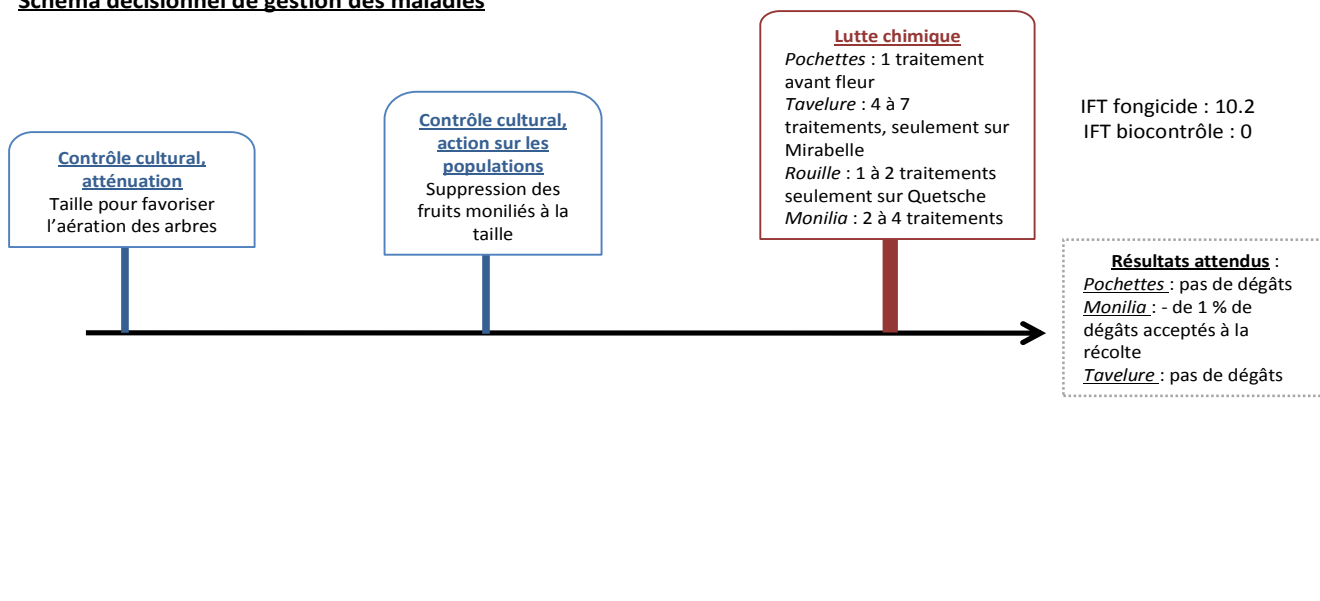 Schéma décisionnel de gestion des maladies
Contrôle cultural,
atténuation
Taille pour favoriser
l'aération des arbres
Contrôle cultural,
action sur les
populations
Suppression des
fruits moniliés à la
taille
Lutte chimique
Pochettes : 1 traitement
avant fleur
Tavelure : 4 à 7
traitements, seulement sur
Mirabelle
Rouille : 1 à 2 traitements
seulement sur Quetsche
Monilia : 2 à 4 traitements
IFT fongicide : 10.2
IFT biocontrôle : 0
Résultats attendus :
Pochettes : pas de dégâts
Monilia : - de 1 % de
dégâts acceptés à la
récolte
Tavelure : pas de dégâts